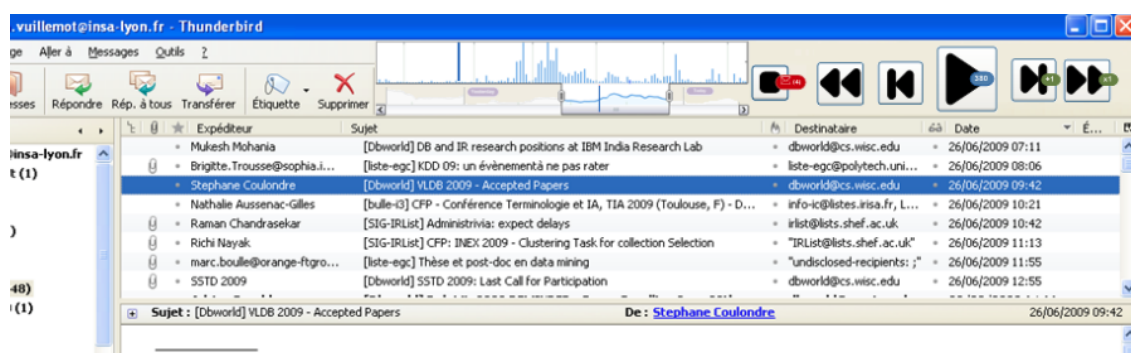 .vuillemot@insa-lyon.fr - Thunderbird
ge Aller à Messages Outils ?
esses Répondre Rép. à tous Transférer Étiquette Supprimer
(4) 380 +1 x1
Expéditeur Sujet Destinataire Date É...
Mukesh Mohania [Dbworld] DB and IR research positions at IBM India Research Lab dbworld@cs.wisc.edu 26/06/2009 07:11
Brigitte.Trousse@sophia.i... [liste-egc] KDD 09: un évènementà ne pas rater liste-egc@polytech.uni... 26/06/2009 08:06
Stephane Coulondre [Dbworld] VLDB 2009 - Accepted Papers dbworld@cs.wisc.edu 26/06/2009 09:42
Nathalie Aussenac-Gilles [bulle-i3] CFP - Conférence Terminologie et IA, TIA 2009 (Toulouse, F) - D... info-ic@listes.irisa.fr, L... 26/06/2009 10:21
Raman Chandrasekar [SIG-IRList] Administrivia: expect delays irlist@lists.shef.ac.uk 26/06/2009 10:42
Richi Nayak [SIG-IRList] CFP: INEX 2009 - Clustering Task for collection Selection "IRList@lists.shef.ac.uk" 26/06/2009 11:13
marc.boulle@orange-ftgro... [liste-egc] Thèse et post-doc en data mining "undisclosed-recipients: ;" 26/06/2009 11:55
SSTD 2009 [Dbworld] SSTD 2009: Last Call for Participation dbworld@cs.wisc.edu 26/06/2009 12:55
@insa-lyon.fr
t (1)
)
48)
(1)
Sujet : [Dbworld] VLDB 2009 - Accepted Papers De : Stephane Coulondre 26/06/2009 09:42